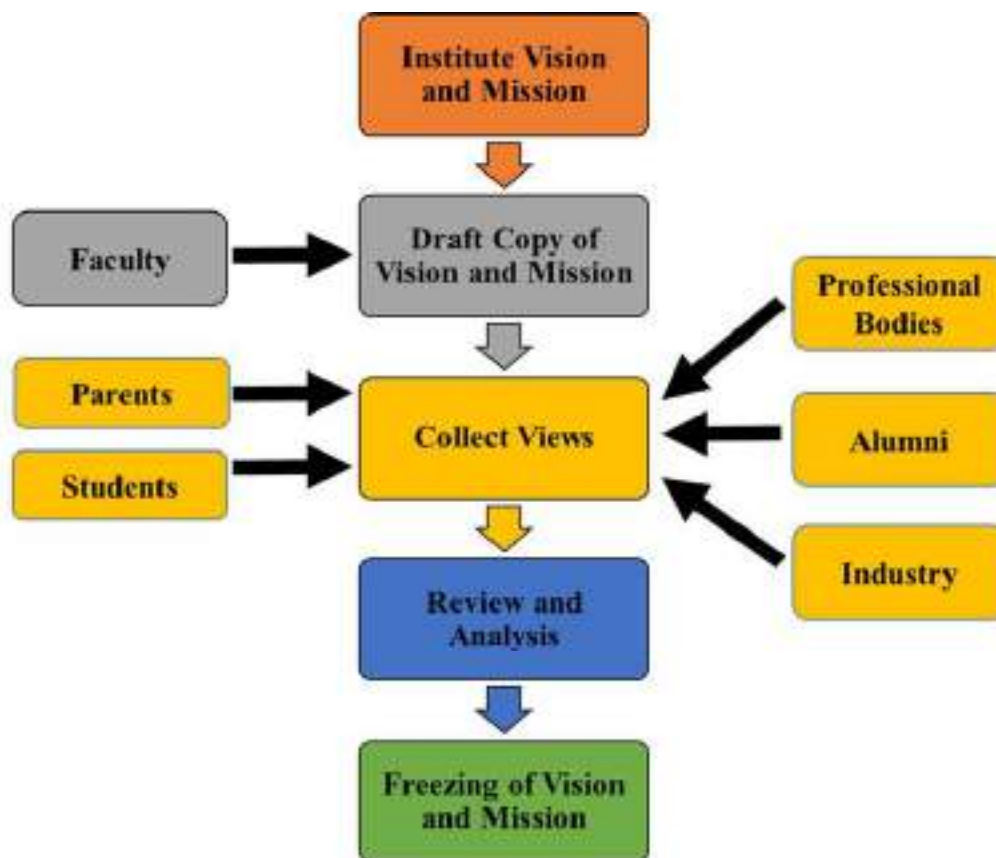 Institute Vision
and Mission
Faculty
Draft Copy of
Vision and Mission
Professional
Bodies
Parents
Collect Views
Alumni
Students
Industry
Review and
Analysis
Freezing of Vision
and Mission